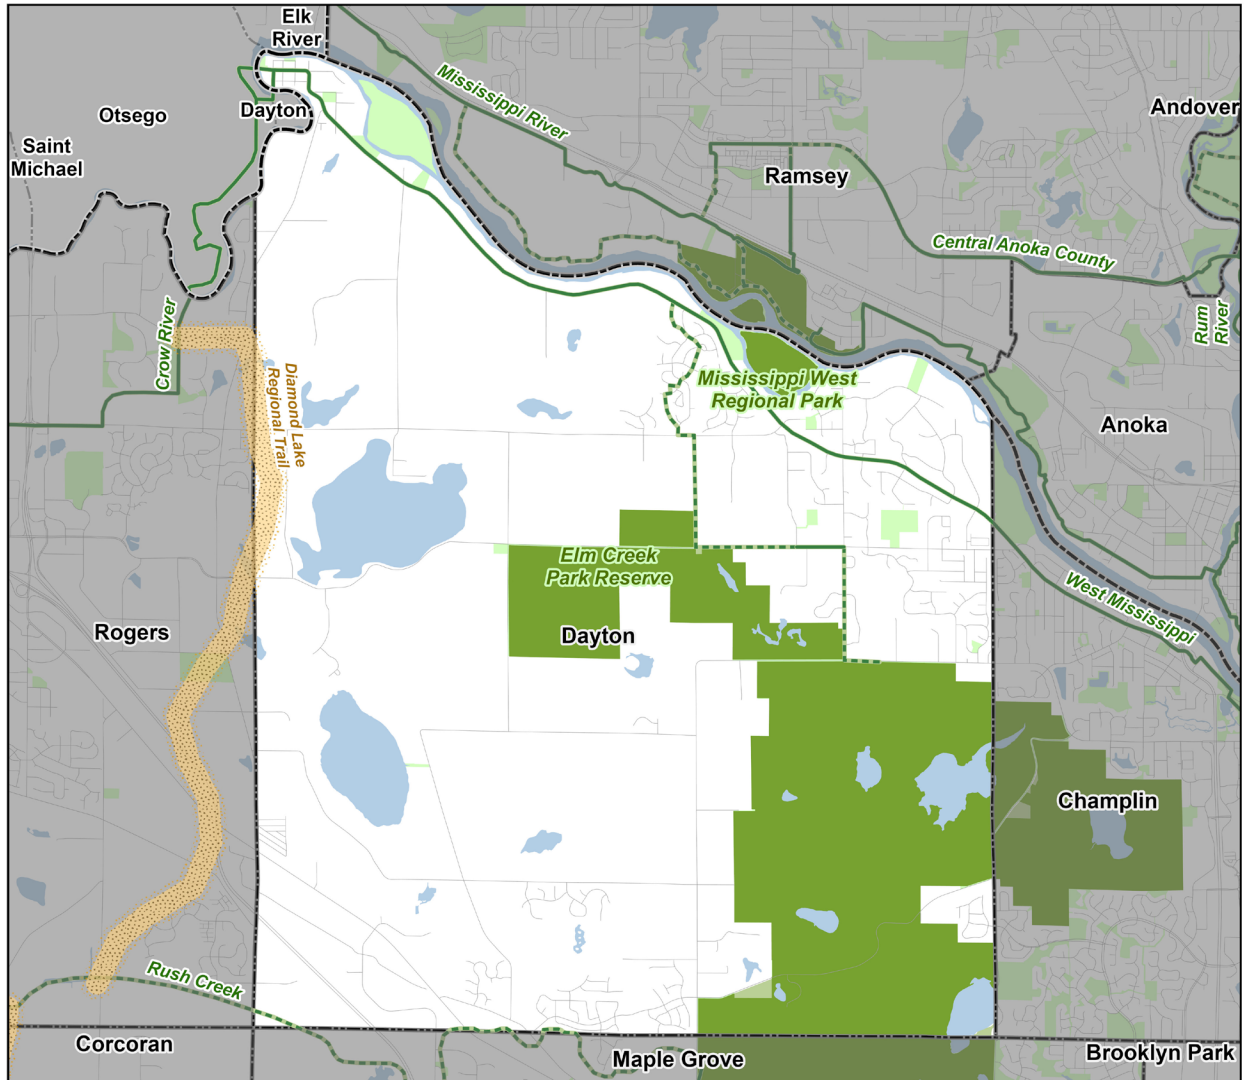 Elk
River
Mississippi River
Otsego
Dayton
Andover
Saint
Michael
Ramsey
Central Anoka County
Rum
River
Crow River
Diamond Lake
Regional Trail
Mississippi West
Regional Park
Anoka
Elm Creek
Park Reserve
West Mississippi
Rogers
Dayton
Champlin
Rush Creek
Corcoran
Maple Grove
Brooklyn Park